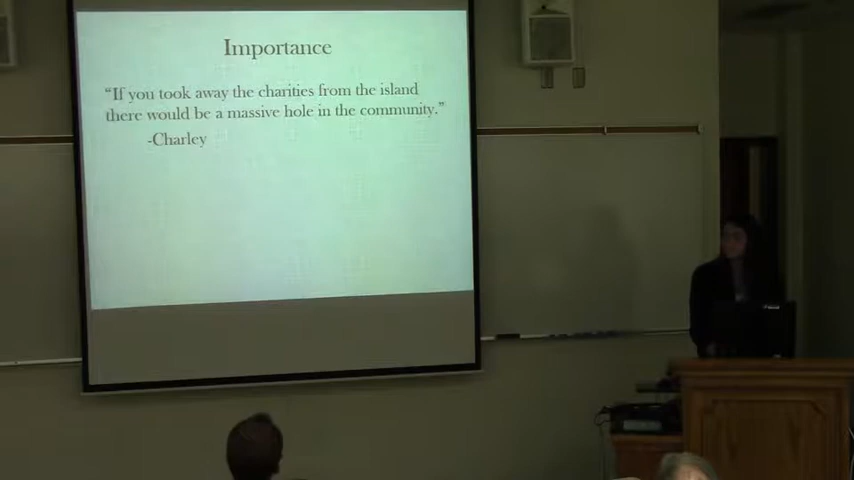 Importance
“If you took away the charities from the island
there would be a massive hole in the community.”
-Charley